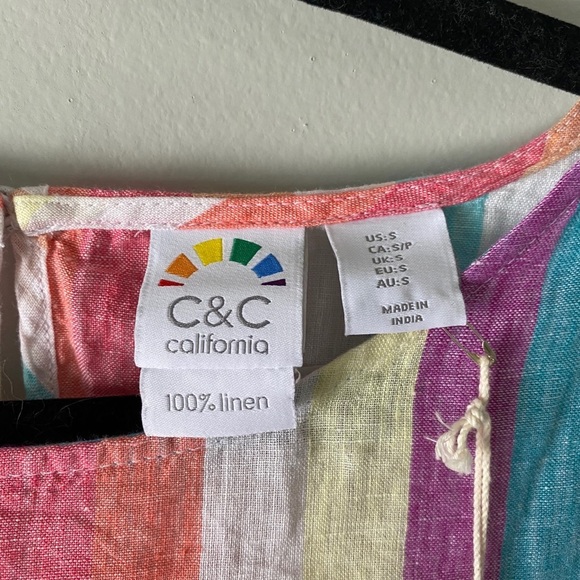 C&C
california
100% linen
US:S
CA:S/P
UK:S
EU:S
AU:S
MADE IN
INDIA